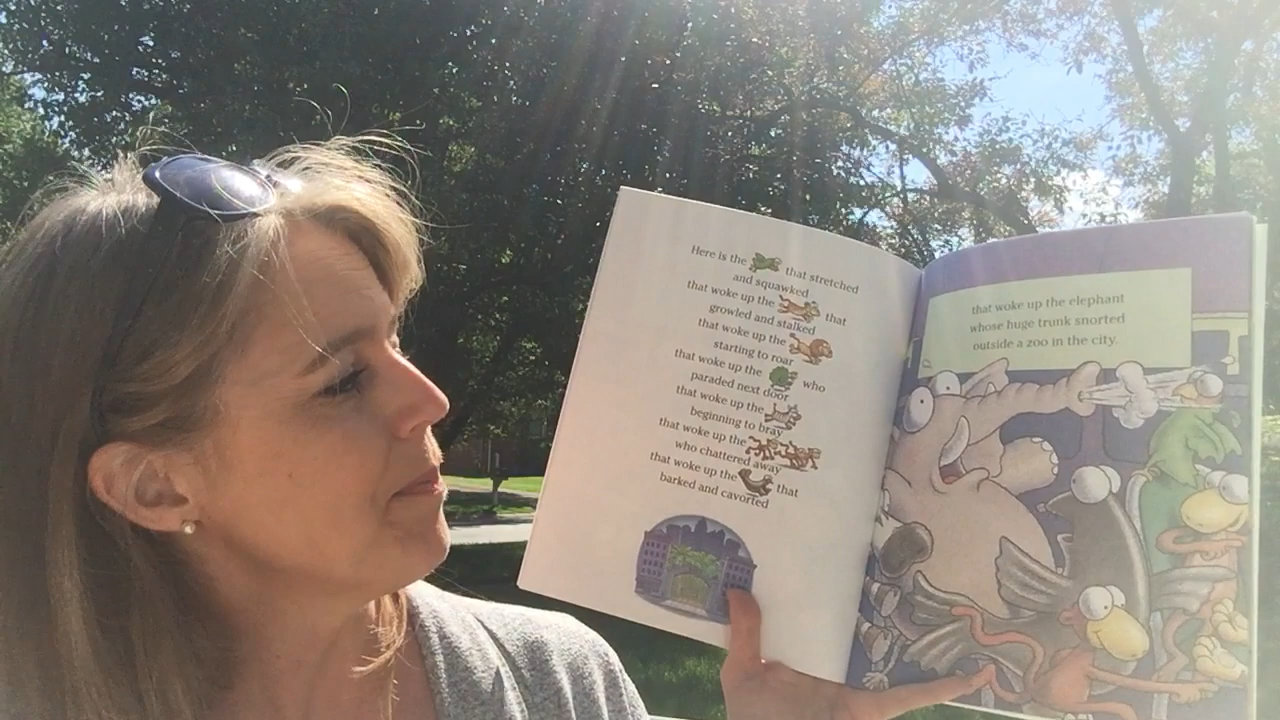 Here is the that stretched
and squawked
that woke up the that
growled and stalked
that woke up the
starting to roar
that woke up the who
paraded next door
that woke up the
beginning to bray
that woke up the
who chattered away
that woke up the that
barked and cavorted
that woke up the elephant
whose huge trunk snorted
outside a zoo in the city.